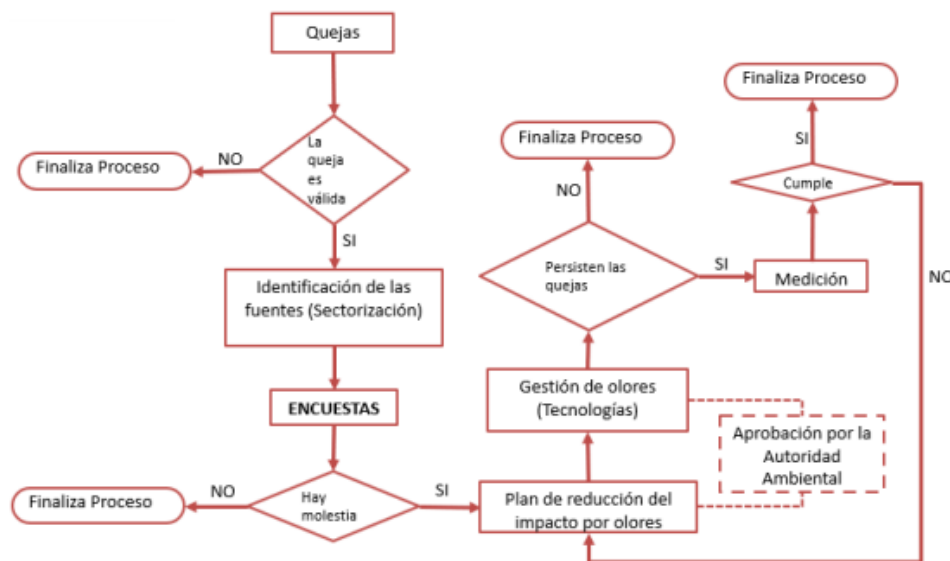 Quejas
La
queja
es
válida
NO
Finaliza Proceso
SI
Identificación de las
fuentes (Sectorización)
ENCUESTAS
Hay
molestia
NO
Finaliza Proceso
SI
Plan de reducción del
impacto por olores
Aprobación por la
Autoridad
Ambiental
Gestión de olores
(Tecnologías)
Persisten las
quejas
NO
Finaliza Proceso
SI
Medición
Cumple
SI
Finaliza Proceso
NO